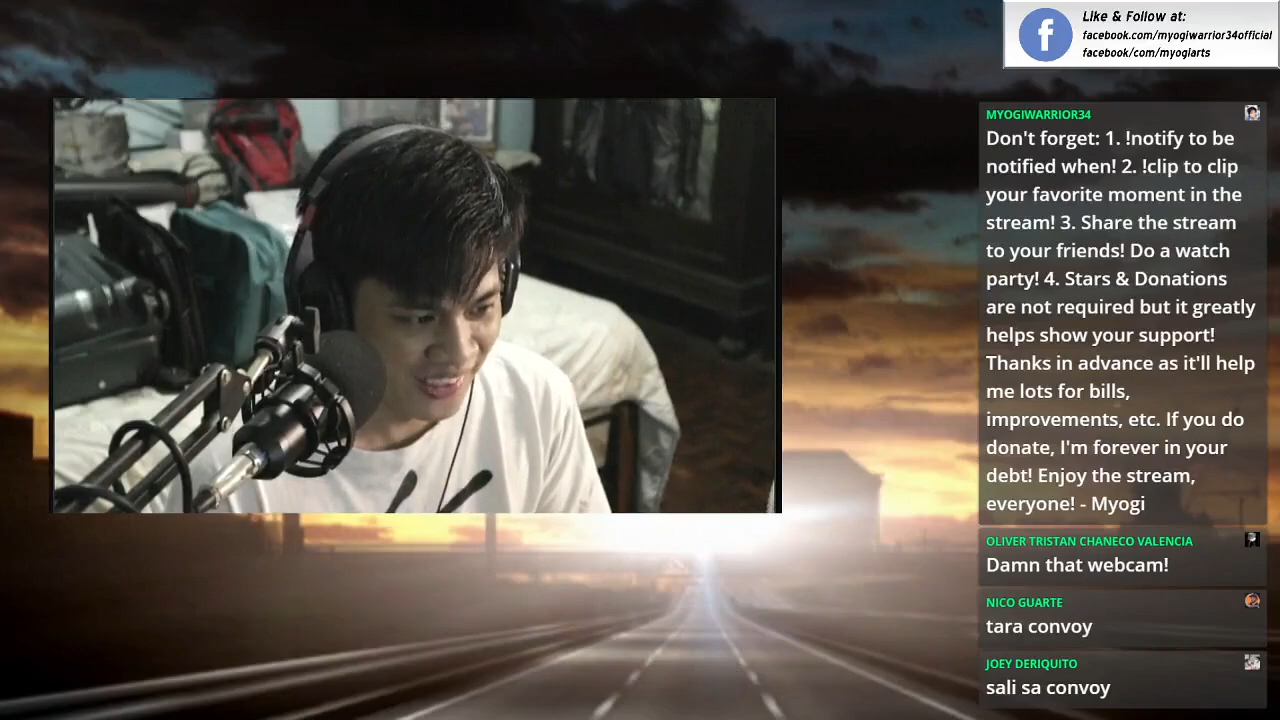 Like & Follow at:
facebook.com/myogiwarrior34official
facebook/com/myogiarts
MYOGIWARRIOR34
Don't forget: 1. !notify to be
notified when! 2. !clip to clip
your favorite moment in the
stream! 3. Share the stream
to your friends! Do a watch
party! 4. Stars & Donations
are not required but it greatly
helps show your support!
Thanks in advance as it'll help
me lots for bills,
improvements, etc. If you do
donate, I'm forever in your
debt! Enjoy the stream,
everyone! - Myogi
OLIVER TRISTAN CHANECO VALENCIA
Damn that webcam!
NICO GUARTE
tara convoy
JOEY DERIQUITO
sali sa convoy